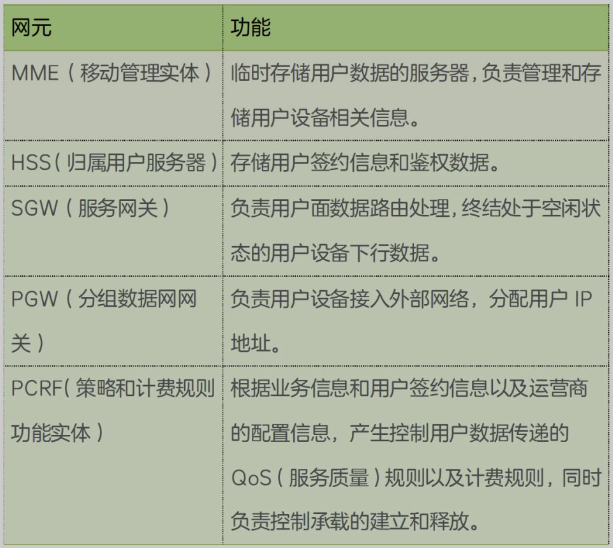 网元 功能
MME（移动管理实体） 临时存储用户数据的服务器，负责管理和存
储用户设备相关信息。
HSS（归属用户服务器） 存储用户签约信息和鉴权数据。
SGW（服务网关） 负责用户面数据路由处理，终结处于空闲状
态的用户设备下行数据。
PGW（分组数据网网 负责用户设备接入外部网络，分配用户 IP
关） 地址。
PCRF（策略和计费规则 根据业务信息和用户签约信息以及运营商
功能实体） 的配置信息，产生控制用户数据传递的
QoS（服务质量）规则以及计费规则，同时
负责控制承载的建立和释放。